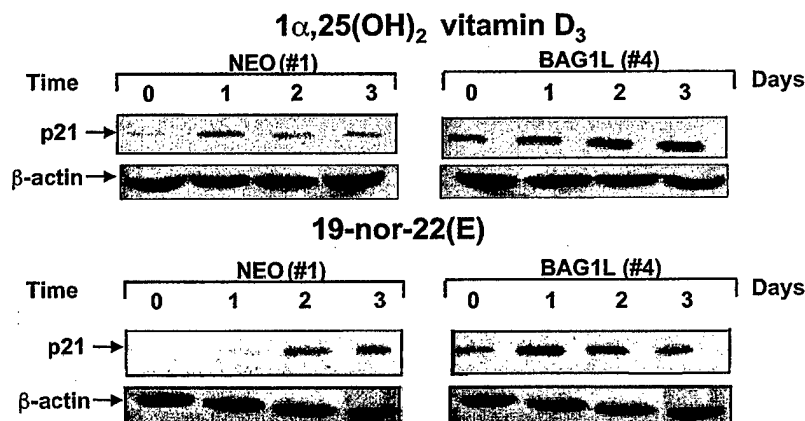 1α,25(OH)₂ vitamin D₃
NEO (#1) BAG1L (#4)
Time 0 1 2 3 0 1 2 3 Days
p21
β-actin
19-nor-22(E)
NEO (#1) BAG1L (#4)
Time 0 1 2 3 0 1 2 3 Days
p21
β-actin